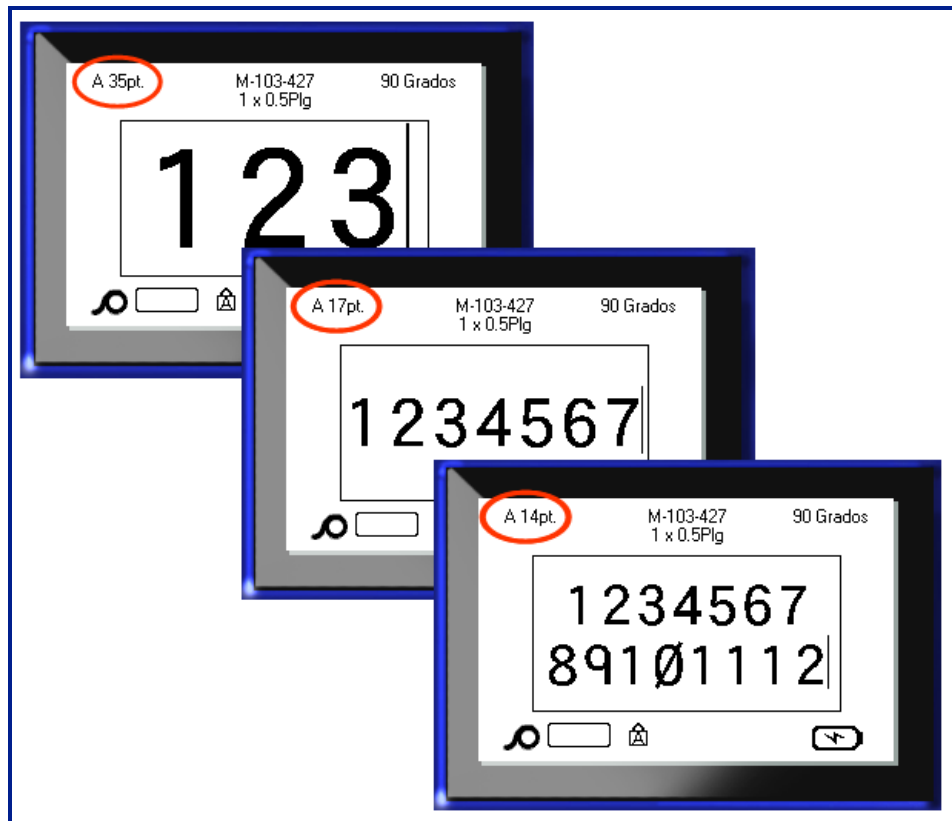 A 35pt. M-103-427 90 Grados
1 x 0.5Plg
123
A
A 17pt. M-103-427 90 Grados
1 x 0.5Plg
1234567
A 14pt. M-103-427 90 Grados
1 x 0.5Plg
1234567
891Ø1112
A